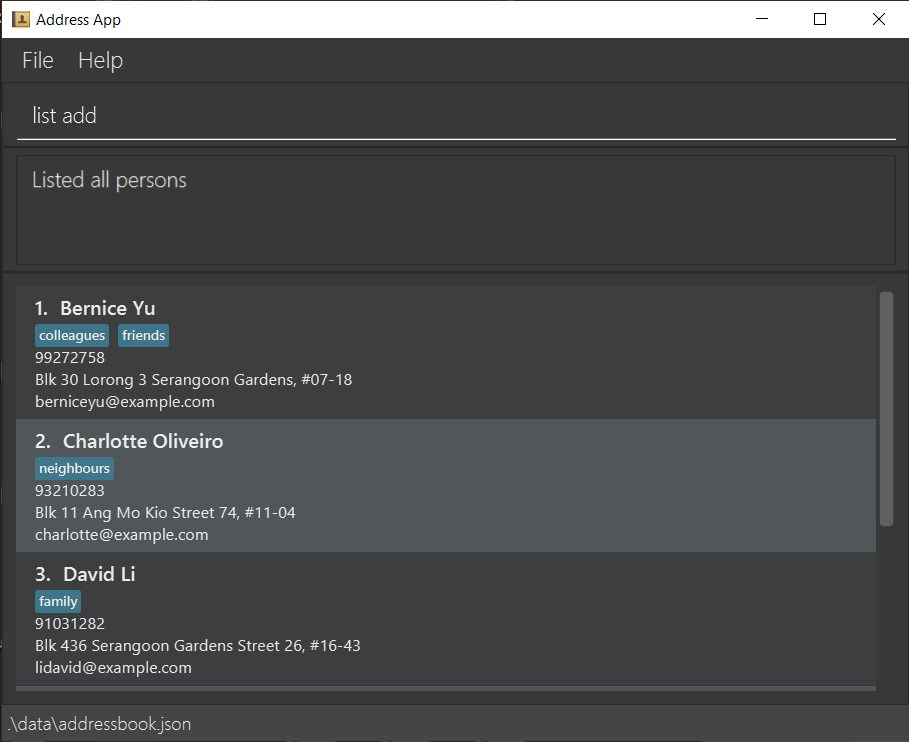 Address App
File Help
list add
Listed all persons
1. Bernice Yu
colleagues friends
99272758
Blk 30 Lorong 3 Serangoon Gardens, #07-18
berniceyu@example.com
2. Charlotte Oliveiro
neighbours
93210283
Blk 11 Ang Mo Kio Street 74, #11-04
charlotte@example.com
3. David Li
family
91031282
Blk 436 Serangoon Gardens Street 26, #16-43
lidavid@example.com
.\data\addressbook.json